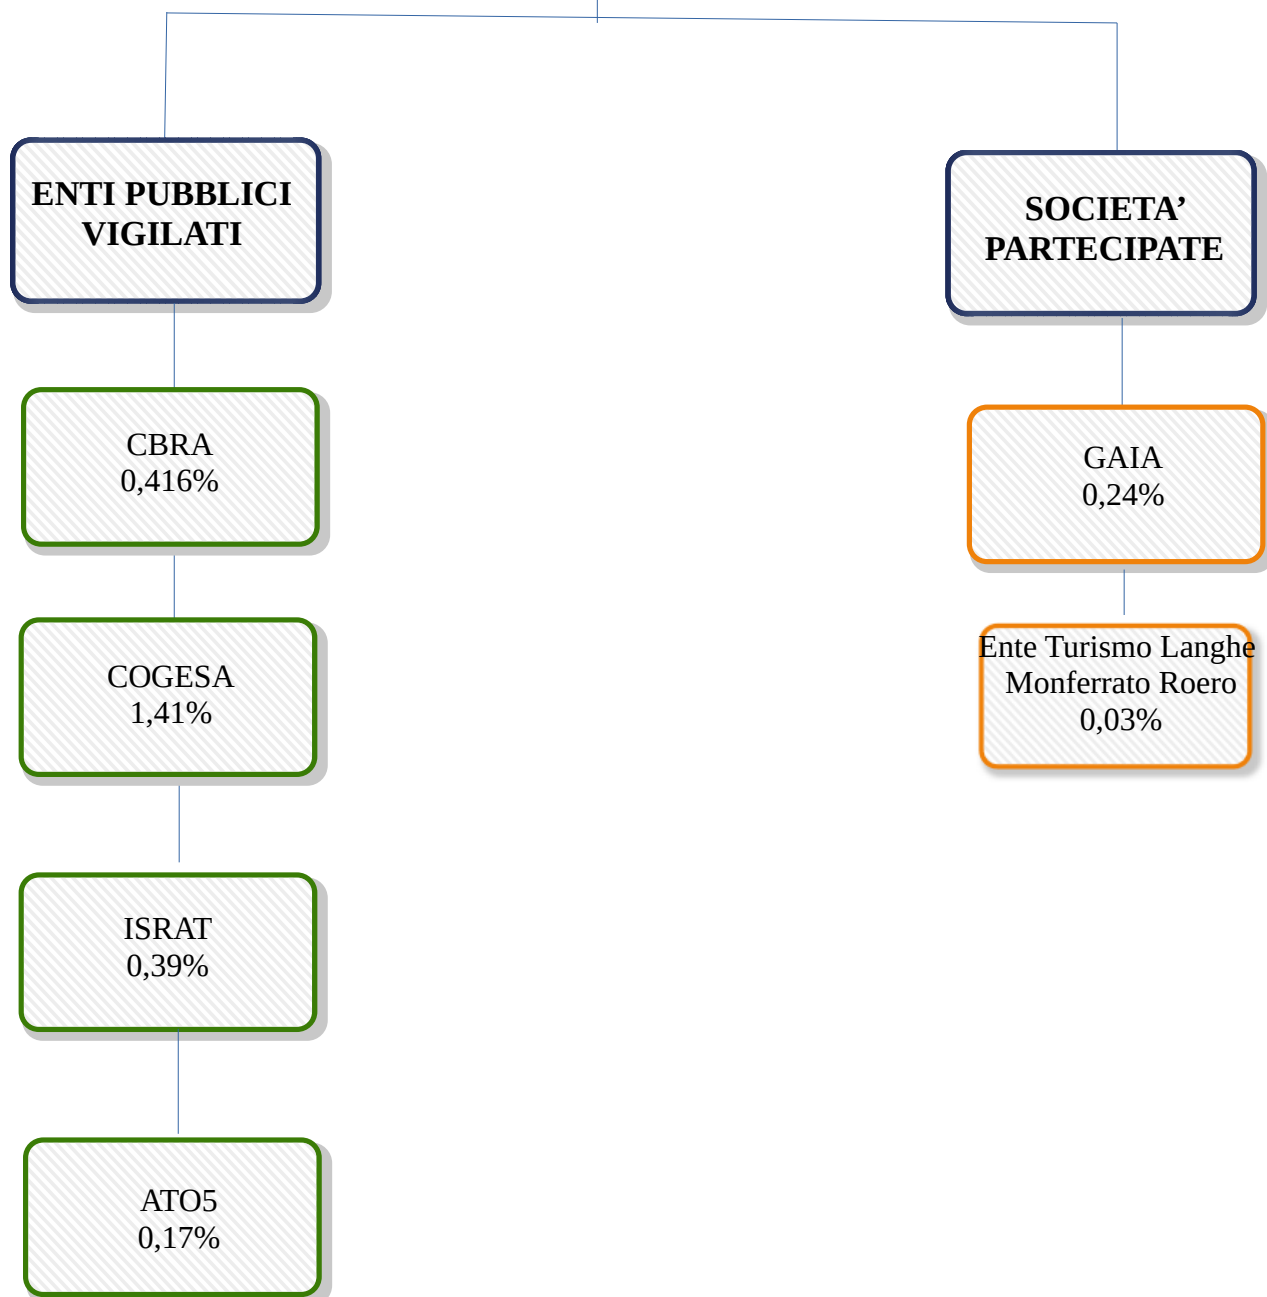 ENTI PUBBLICI
VIGILATI
CBRA
0,416%
COGESA
1,41%
ISRAT
0,39%
ATO5
0,17%
SOCIETA’
PARTECIPATE
GAIA
0,24%
Ente Turismo Langhe
Monferrato Roero
0,03%